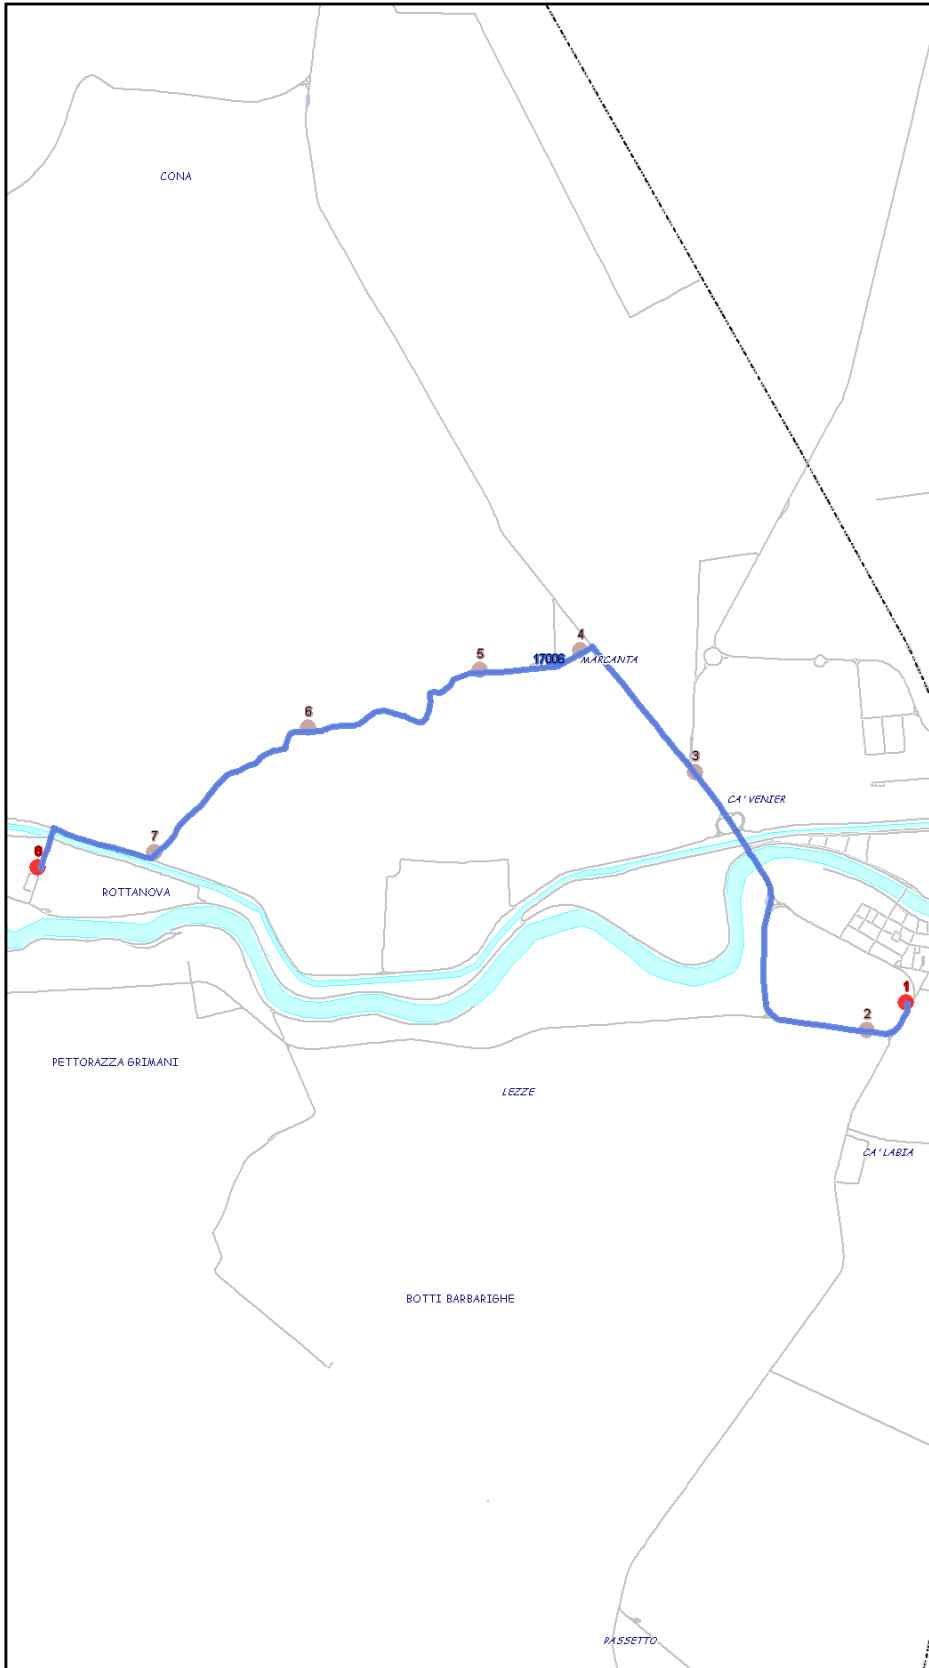 CONA
4
MARCANTA
5
17006
6
3
CA' VENIER
7
8
ROTTANOVA
1
2
PETTORAZZA GRIMANI
LEZZE
CA' LABIA
BOTTI BARBARIGHE
PASSETTO